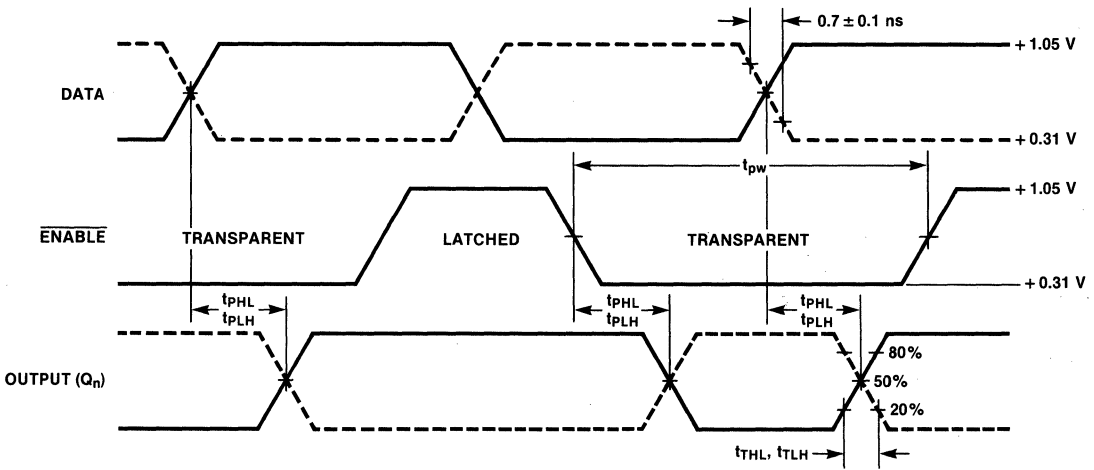 0.7 ± 0.1 ns
+ 1.05 V
DATA
+ 0.31 V
tpw
+ 1.05 V
ENABLE
TRANSPARENT
LATCHED
TRANSPARENT
+ 0.31 V
tPHL
tPLH
tPHL
tPLH
tPHL
tPLH
80%
OUTPUT (Qn)
50%
20%
tTHL, tTLH